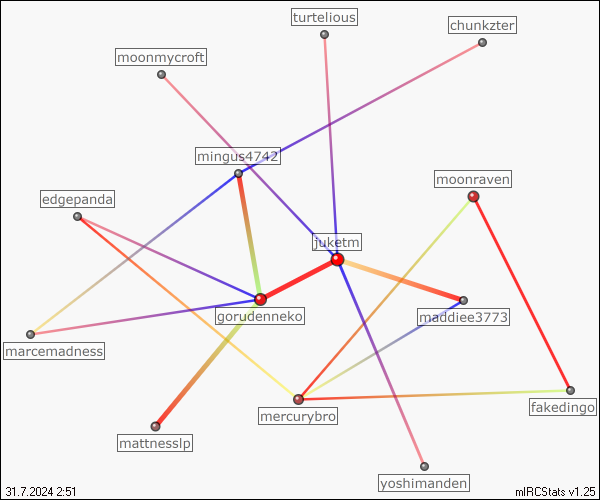 turtelious
chunkzter
moonmycroft
mingus4742
moonraven
edgepanda
juketm
gorudenneko
maddiee3773
marcemadness
fakedingo
mercurybro
mattnesslp
yoshimanden
31.7.2024 2:51
mIRCStats v1.25